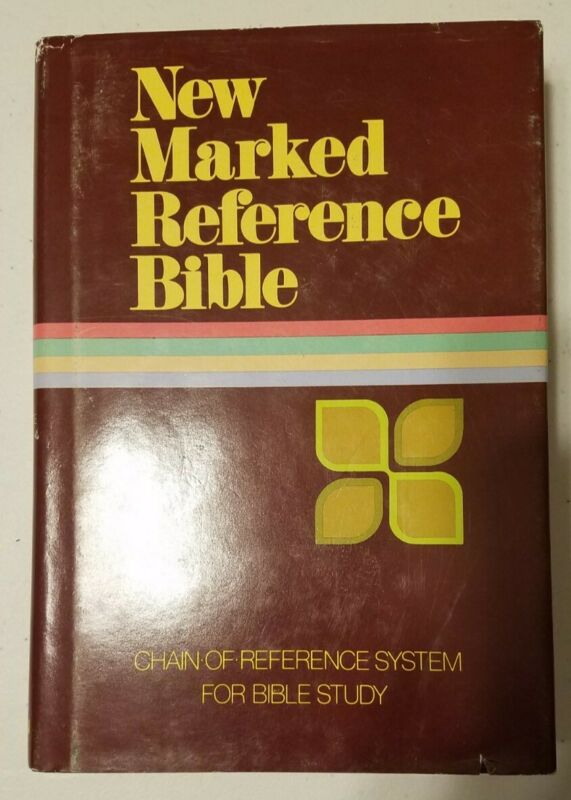 New
Marked
Reference
Bible
CHAIN·OF·REFERENCE SYSTEM
FOR BIBLE STUDY